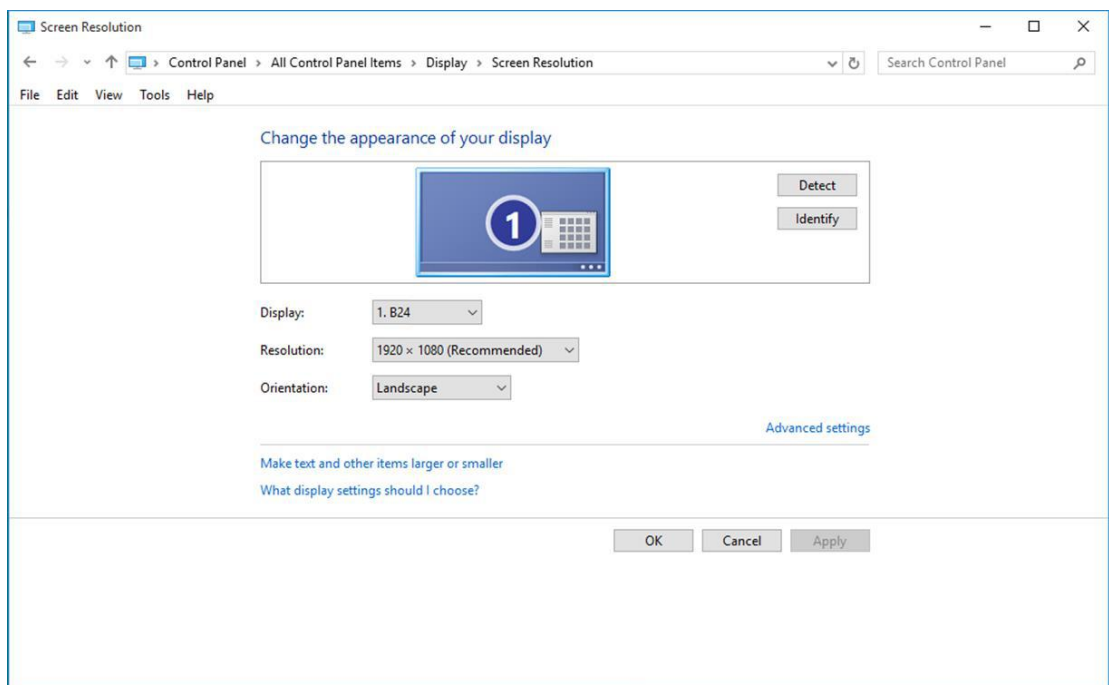 Screen Resolution
Control Panel > All Control Panel Items > Display > Screen Resolution
Search Control Panel
File Edit View Tools Help
Change the appearance of your display
1
Detect
Identify
Display: 1. B24
Resolution: 1920 × 1080 (Recommended)
Orientation: Landscape
Advanced settings
Make text and other items larger or smaller
What display settings should I choose?
OK Cancel Apply